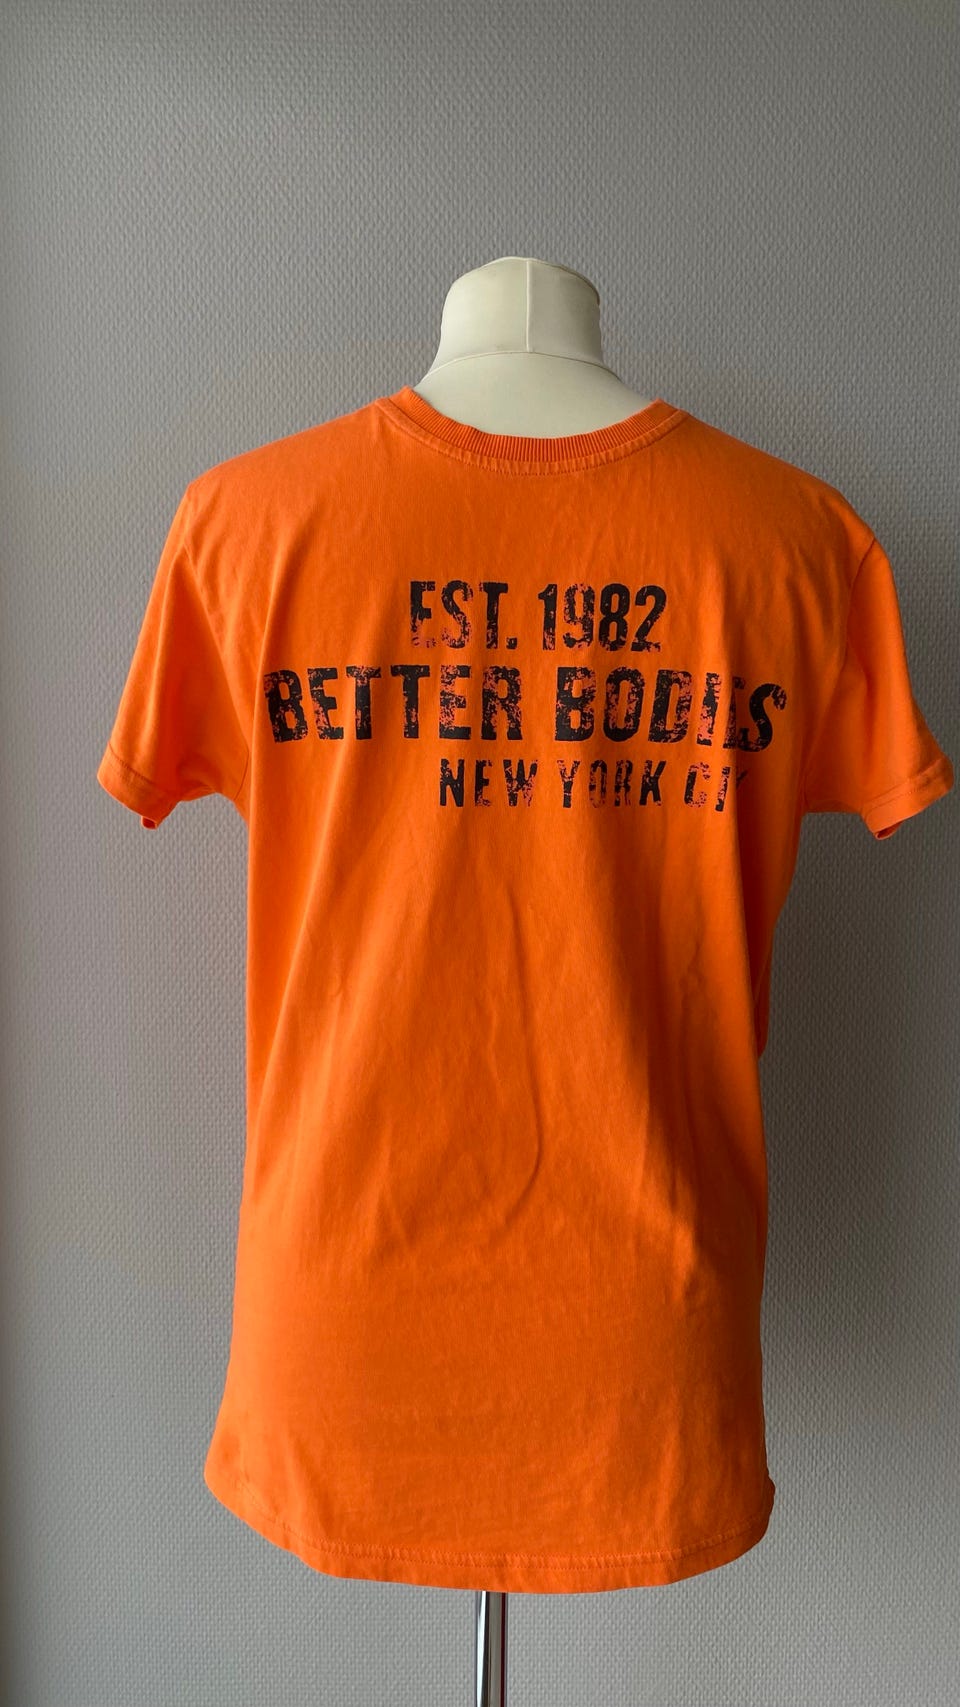 EST. 1982
BETTER BODIES
NEW YORK